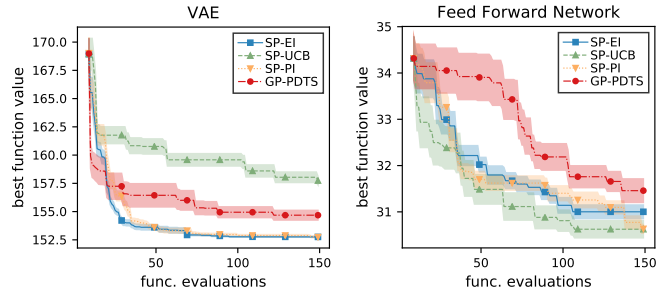 VAE
170.0
167.5
165.0
162.5
160.0
157.5
155.0
152.5
best function value
50
100
150
func. evaluations
SP-EI
SP-UCB
SP-PI
GP-PDTS
Feed Forward Network
35
34
33
32
31
best function value
50
100
150
func. evaluations
SP-EI
SP-UCB
SP-PI
GP-PDTS